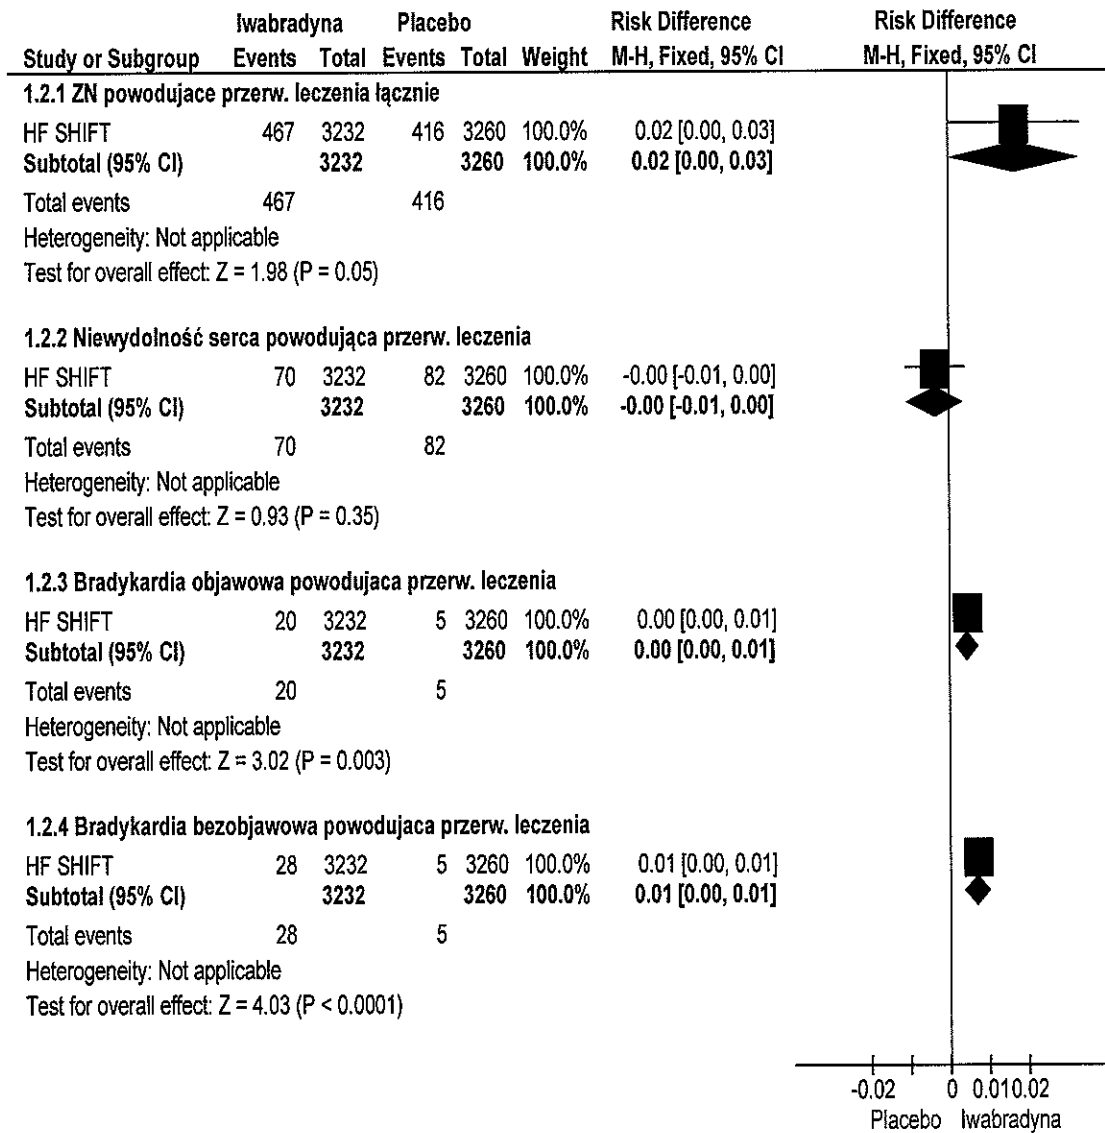 Iwabradyna Placebo Risk Difference Risk Difference
Study or Subgroup Events Total Events Total Weight M-H, Fixed, 95% CI M-H, Fixed, 95% CI
1.2.1 ZN powodujace przerw. leczenia łącznie
HF SHIFT 467 3232 416 3260 100.0% 0.02 [0.00, 0.03]
Subtotal (95% CI) 3232 3260 100.0% 0.02 [0.00, 0.03]
Total events 467 416
Heterogeneity: Not applicable
Test for overall effect: Z = 1.98 (P = 0.05)
1.2.2 Niewydolność serca powodująca przerw. leczenia
HF SHIFT 70 3232 82 3260 100.0% -0.00 [-0.01, 0.00]
Subtotal (95% CI) 3232 3260 100.0% -0.00 [-0.01, 0.00]
Total events 70 82
Heterogeneity: Not applicable
Test for overall effect: Z = 0.93 (P = 0.35)
1.2.3 Bradykardia objawowa powodujaca przerw. leczenia
HF SHIFT 20 3232 5 3260 100.0% 0.00 [0.00, 0.01]
Subtotal (95% CI) 3232 3260 100.0% 0.00 [0.00, 0.01]
Total events 20 5
Heterogeneity: Not applicable
Test for overall effect: Z = 3.02 (P = 0.003)
1.2.4 Bradykardia bezobjawowa powodujaca przerw. leczenia
HF SHIFT 28 3232 5 3260 100.0% 0.01 [0.00, 0.01]
Subtotal (95% CI) 3232 3260 100.0% 0.01 [0.00, 0.01]
Total events 28 5
Heterogeneity: Not applicable
Test for overall effect: Z = 4.03 (P < 0.0001)
-0.02 0 0.01 0.02
Placebo Iwabradyna